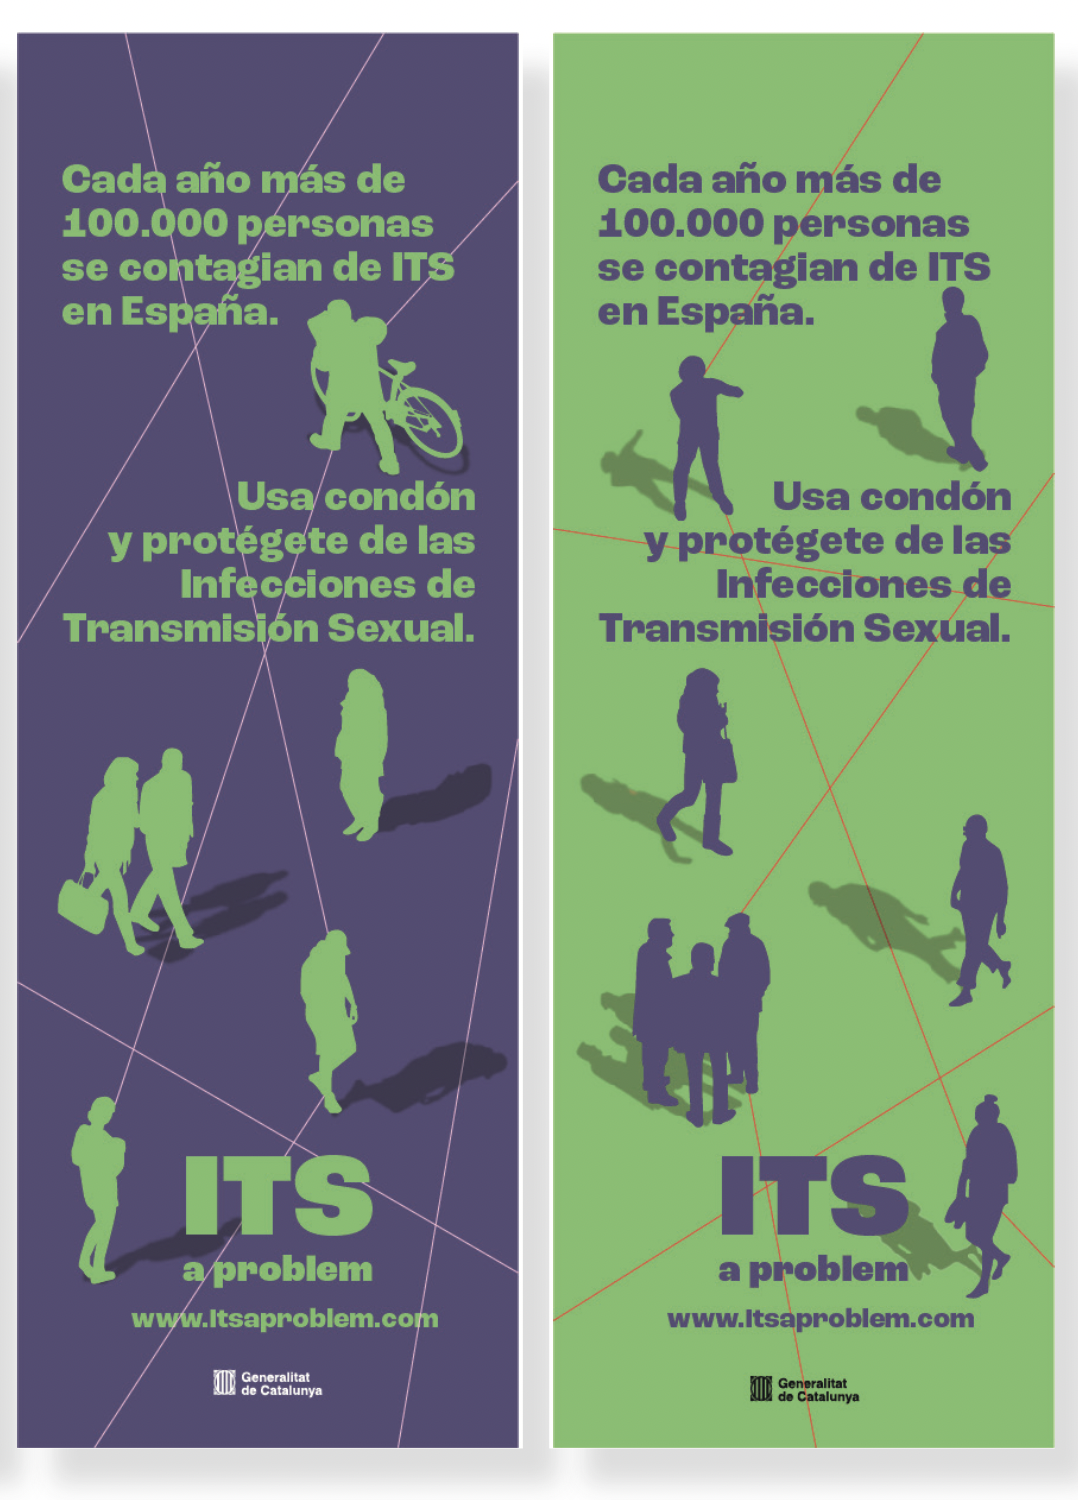 Cada año más de
100.000 personas
se contagian de ITS
en España.
Usa condón
y protégete de las
Infecciones de
Transmisión Sexual.
ITS
a problem
www.Itsaproblem.com
Generalitat
de Catalunya
Cada año más de
100.000 personas
se contagian de ITS
en España.
Usa condón
y protégete de las
Infecciones de
Transmisión Sexual.
ITS
a problem
www.Itsaproblem.com
Generalitat
de Catalunya